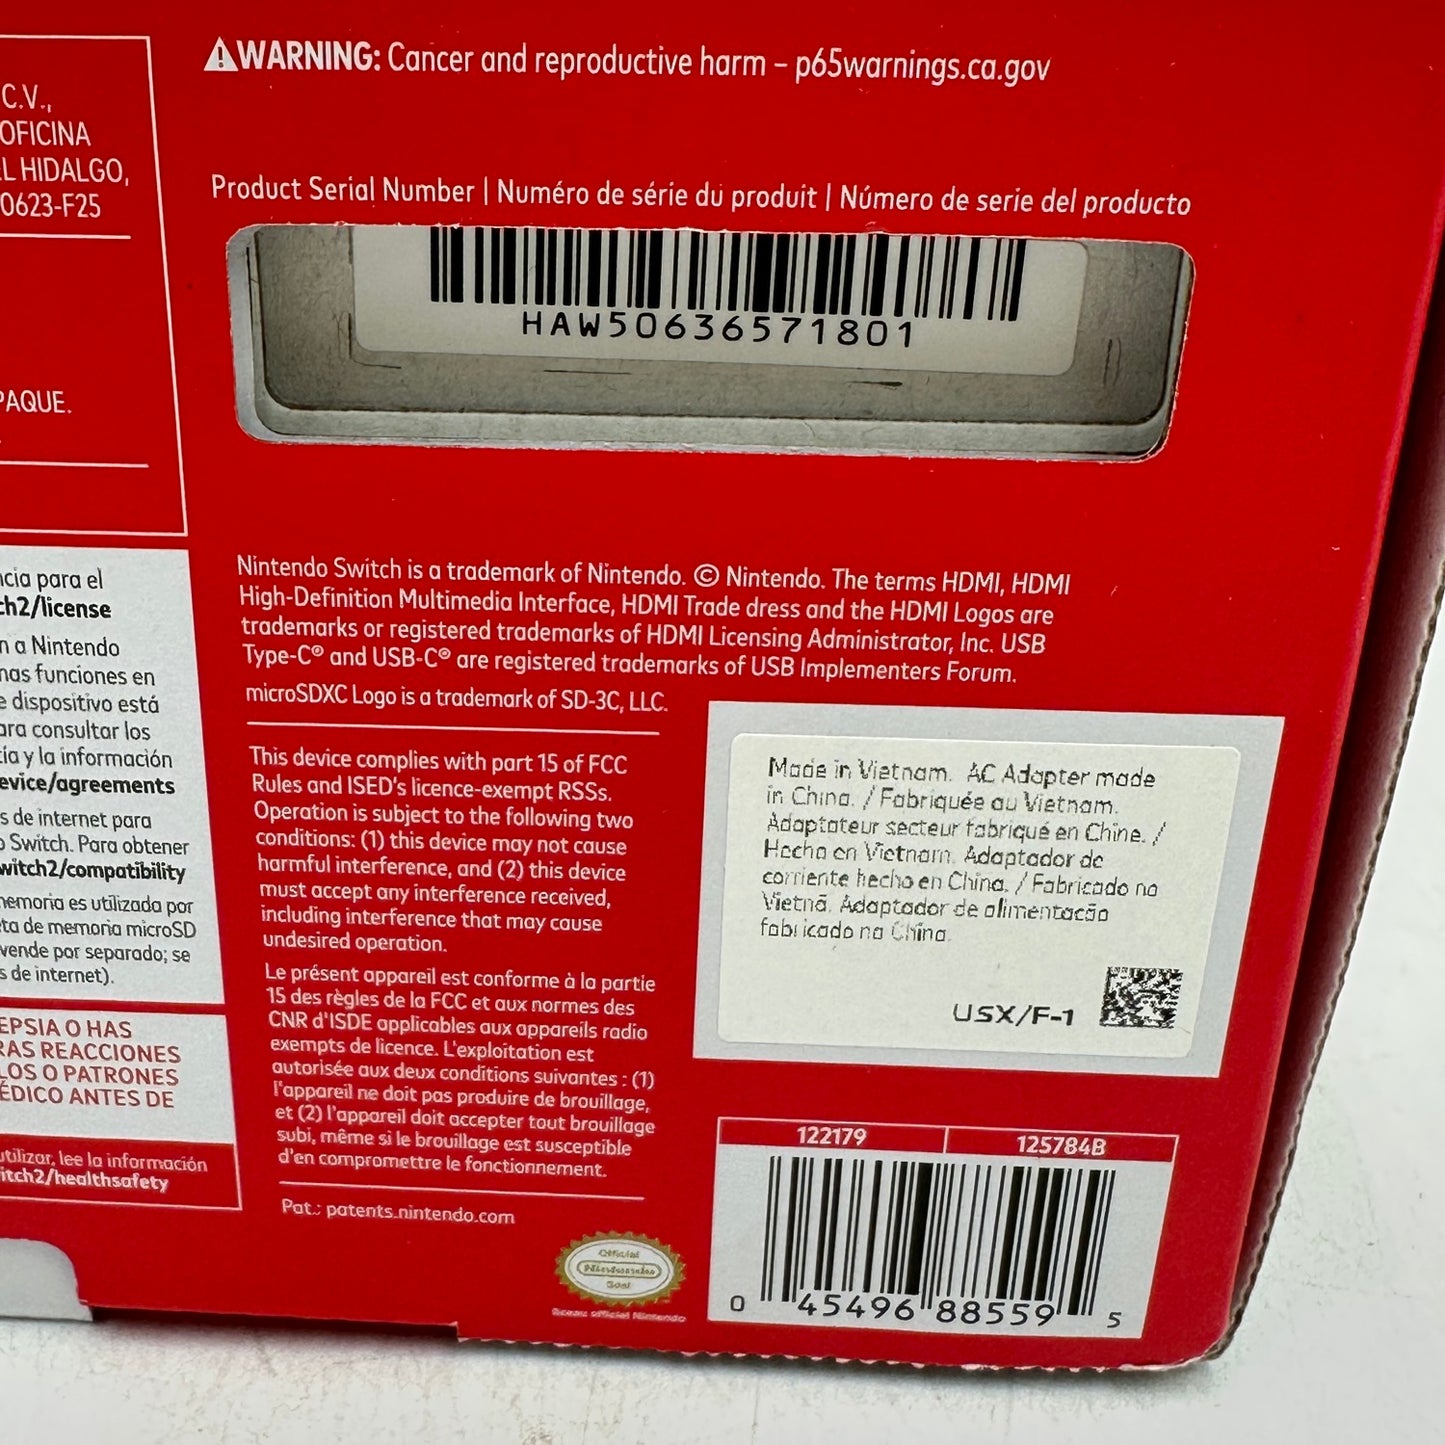 C.V.,
OFICINA
L HIDALGO,
0623-F25
PAQUE.
ncia para el
ch2/license
n a Nintendo
nas funciones en
e dispositivo está
ara consultar los
tía y la información
evice/agreements
s de internet para
o Switch. Para obtener
witch2/compatibility
nemoria es utilizada por
eta de memoria microSD
vende por separado; se
s de internet).
EPSIA O HAS
RAS REACCIONES
LOS O PATRONES
ÉDICO ANTES DE
utilizar, lee la información
itch2/healthsafety
⚠WARNING: Cancer and reproductive harm – p65warnings.ca.gov
Product Serial Number | Numéro de série du produit | Número de serie del producto
HAW50636571801
Nintendo Switch is a trademark of Nintendo. © Nintendo. The terms HDMI, HDMI
High-Definition Multimedia Interface, HDMI Trade dress and the HDMI Logos are
trademarks or registered trademarks of HDMI Licensing Administrator, Inc. USB
Type-C® and USB-C® are registered trademarks of USB Implementers Forum.
microSDXC Logo is a trademark of SD-3C, LLC.
This device complies with part 15 of FCC
Rules and ISED's licence-exempt RSSs.
Operation is subject to the following two
conditions: (1) this device may not cause
harmful interference, and (2) this device
must accept any interference received,
including interference that may cause
undesired operation.
Le présent appareil est conforme à la partie
15 des règles de la FCC et aux normes des
CNR d'ISDE applicables aux appareils radio
exempts de licence. L'exploitation est
autorisée aux deux conditions suivantes : (1)
l'appareil ne doit pas produire de brouillage,
et (2) l'appareil doit accepter tout brouillage
subi, même si le brouillage est susceptible
d'en compromettre le fonctionnement.
Pat.: patents.nintendo.com
Official
Nintendo
Seal
Sceau officiel Nintendo
Made in Vietnam. AC Adapter made
in China. / Fabriquée au Vietnam.
Adaptateur secteur fabriqué en Chine. /
Hecho en Vietnam. Adaptador de
corriente hecho en China. / Fabricado no
Vietnã. Adaptador de alimentação
fabricado na China.
USX/F-1
122179 125784B
0 45496 88559 5